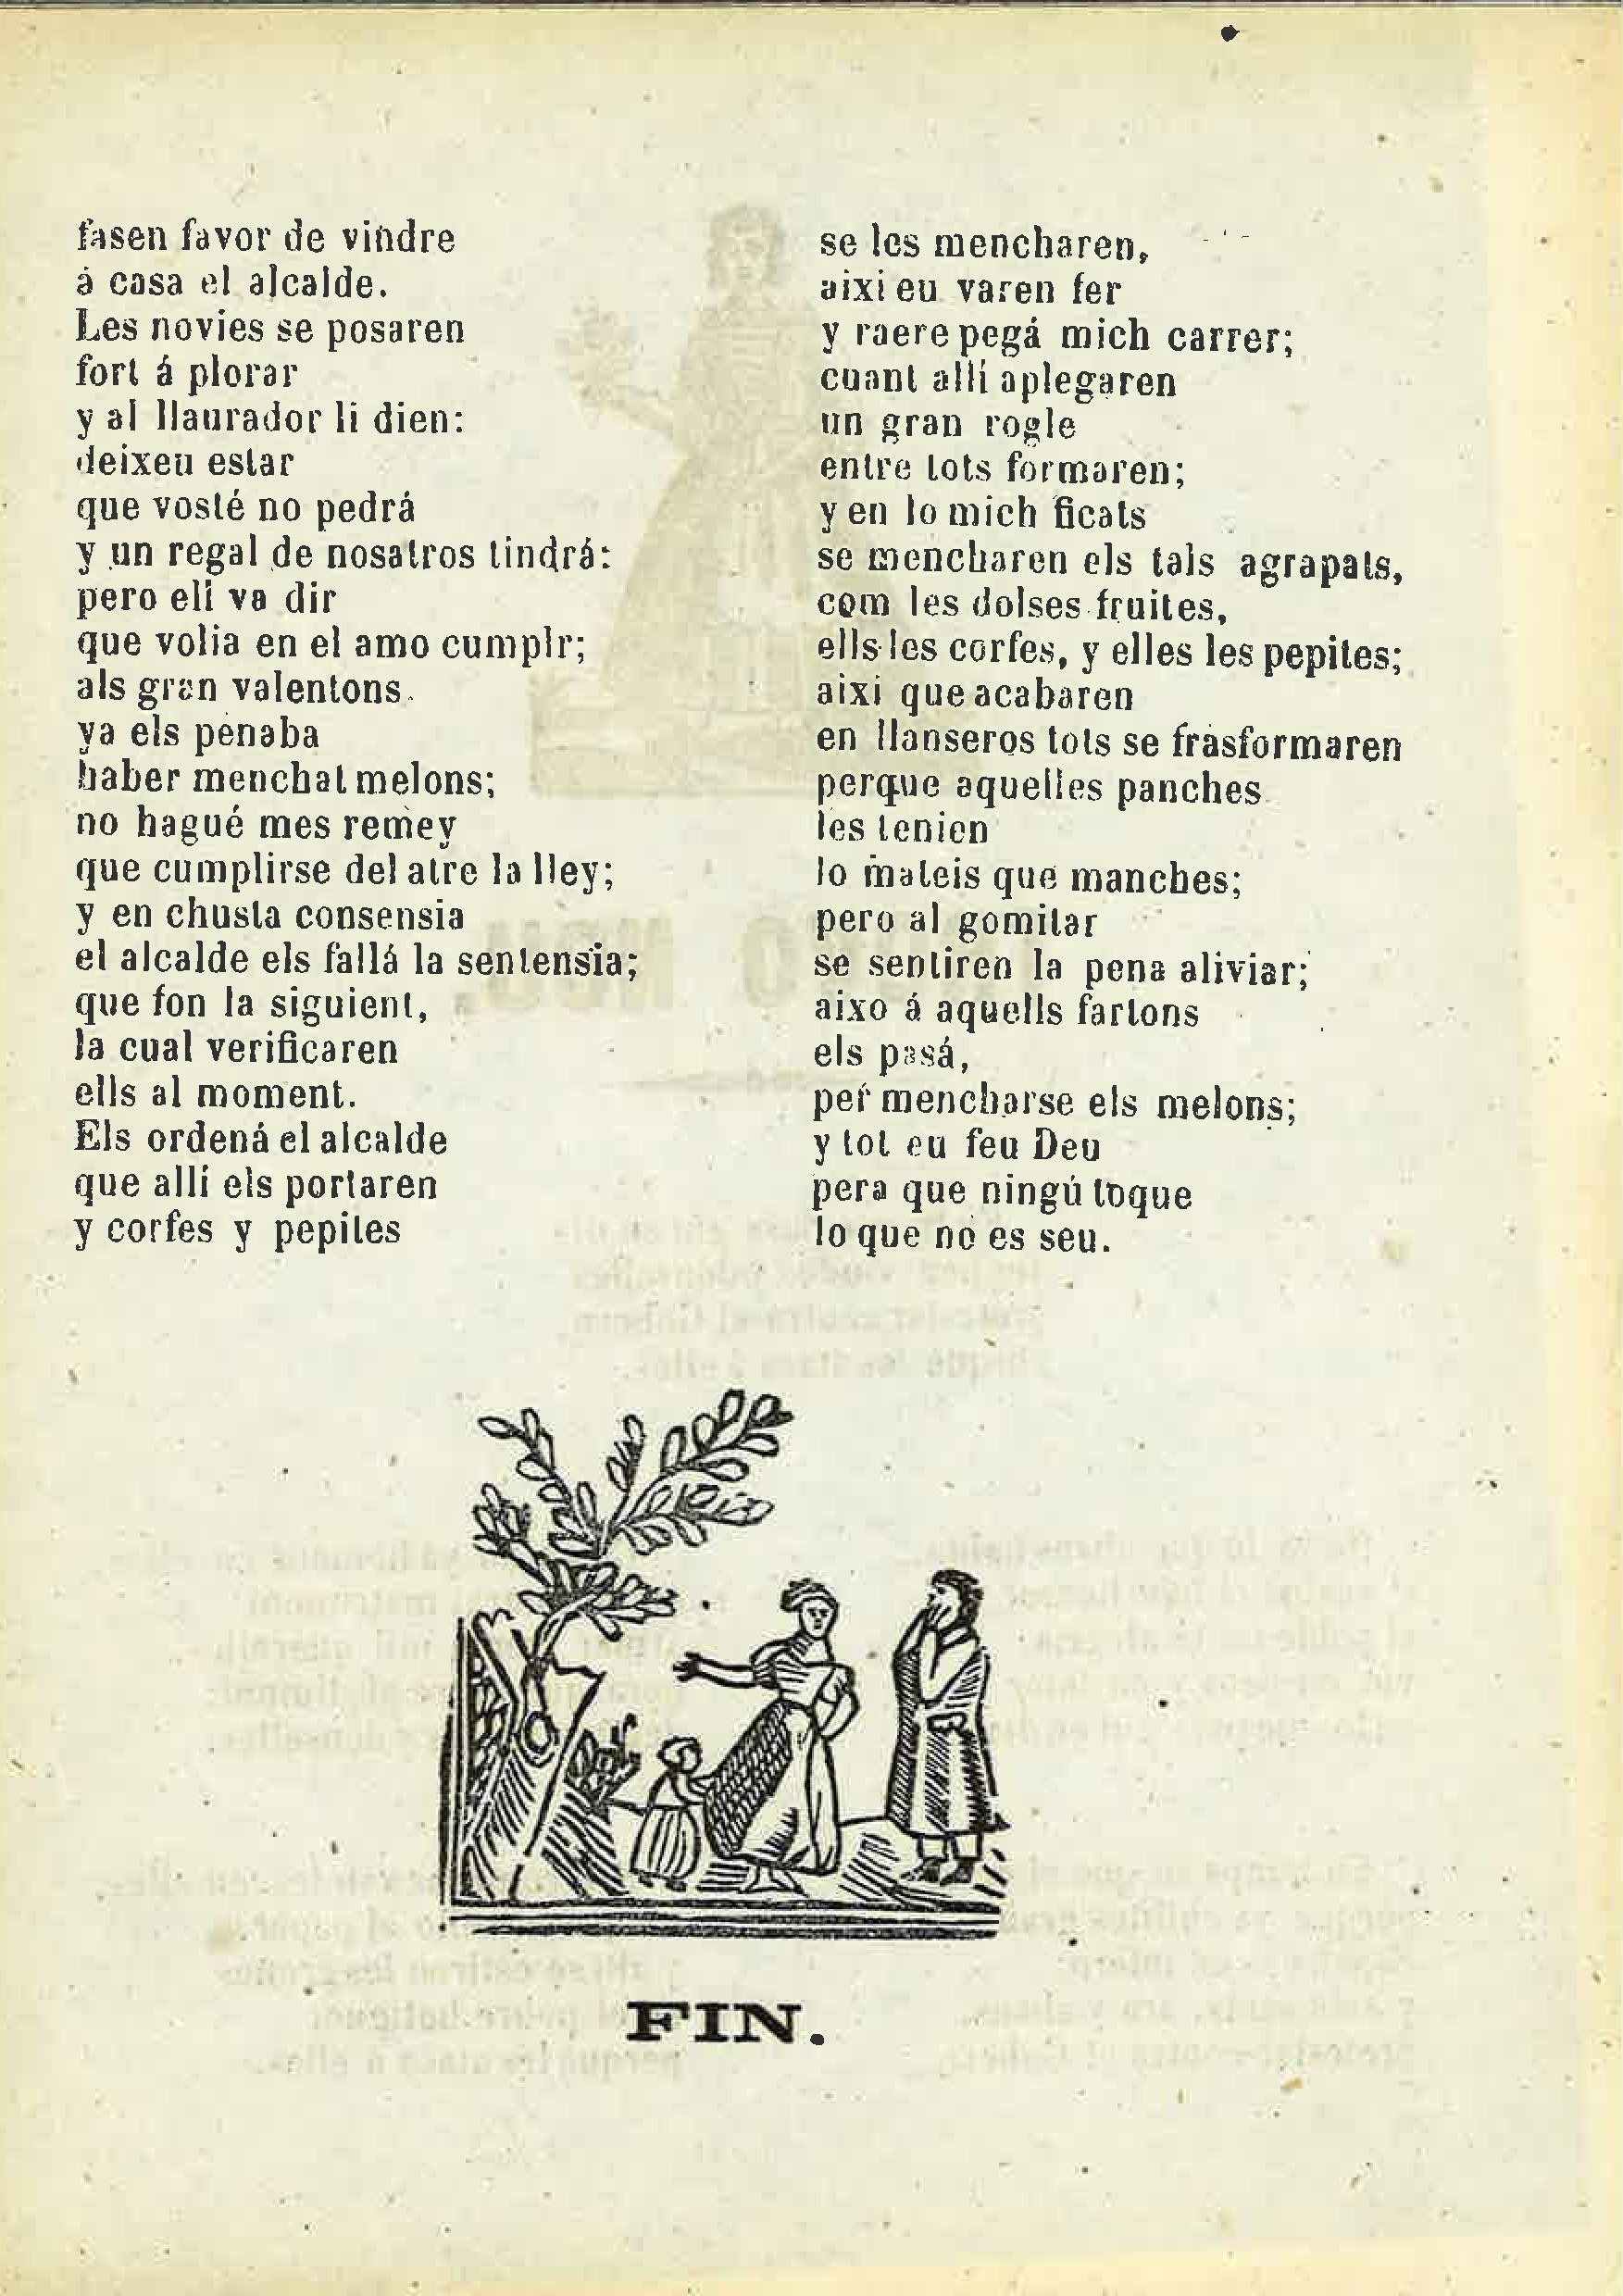 fasen favor de vindre
á casa el alcalde.
Les novies se posaren
fort á plorar
y al llaurador li dien:
deixeu estar
que vosté no pedrá
y un regal de nosatros tindrá:
pero ell va dir
que volia en el amo cumplr;
als gran valentons.
ya els penaba
haber menchat melons;
no hagué mes remey
que cumplirse del atre la lley;
y en chusta consensia
el alcalde els fallá la sentensia;
que fon la siguient,
la cual verificaren
ells al moment.
Els ordená el alcalde
que allí els portaren
y corfes y pepites
se les mencharen,
aixi eu varen fer
y raere pegá mich carrer;
cuant allí aplegaren
un gran rogle
entre tots formaren;
y en lo mich ficats
se mencharen els tals agrapats,
com les dolses fruites,
ells les corfes, y elles les pepites;
aixi que acabaren
en llanseros tots se frasformaren
perque aquelles panches
les tenien
lo mateis que manches;
pero al gomitar
se sentiren la pena aliviar;
aixo á aquells fartons
els pasá,
per mencharse els melons;
y tot eu feu Deu
pera que ningú toque
lo que no es seu.
FIN.